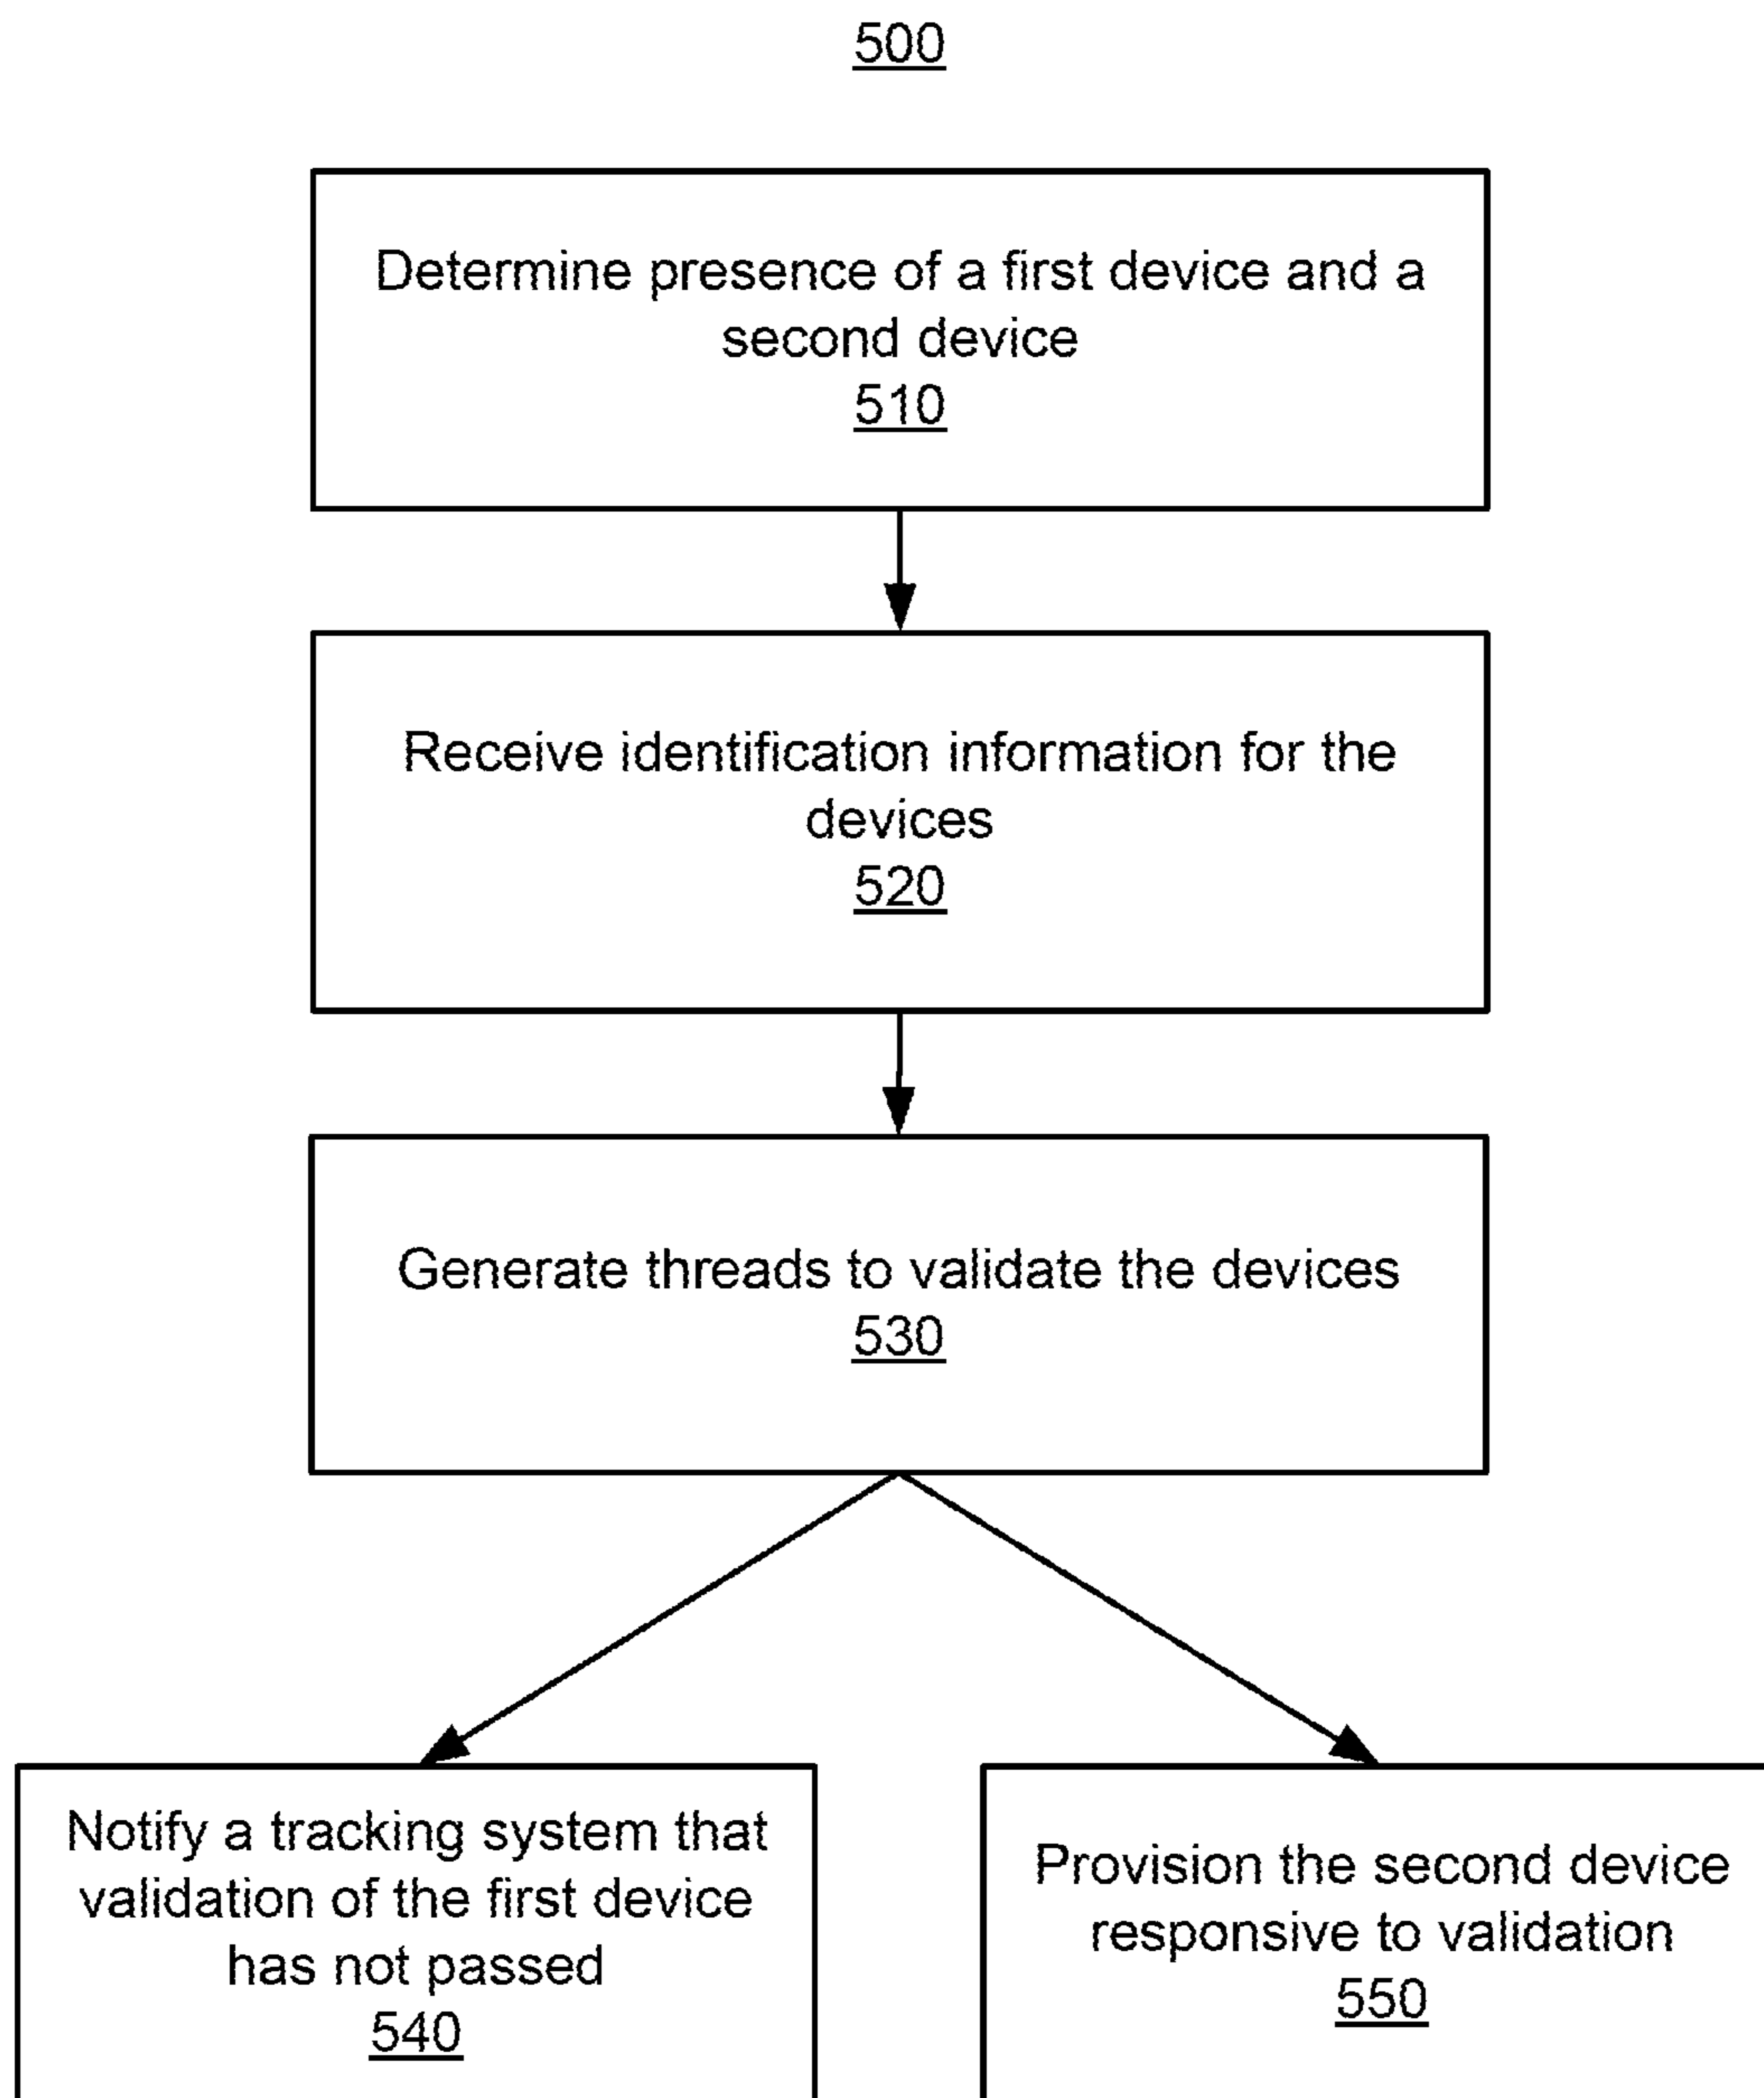 500
Determine presence of a first device and a
second device
510
Receive identification information for the
devices
520
Generate threads to validate the devices
530
Notify a tracking system that
validation of the first device
has not passed
540
Provision the second device
responsive to validation
550